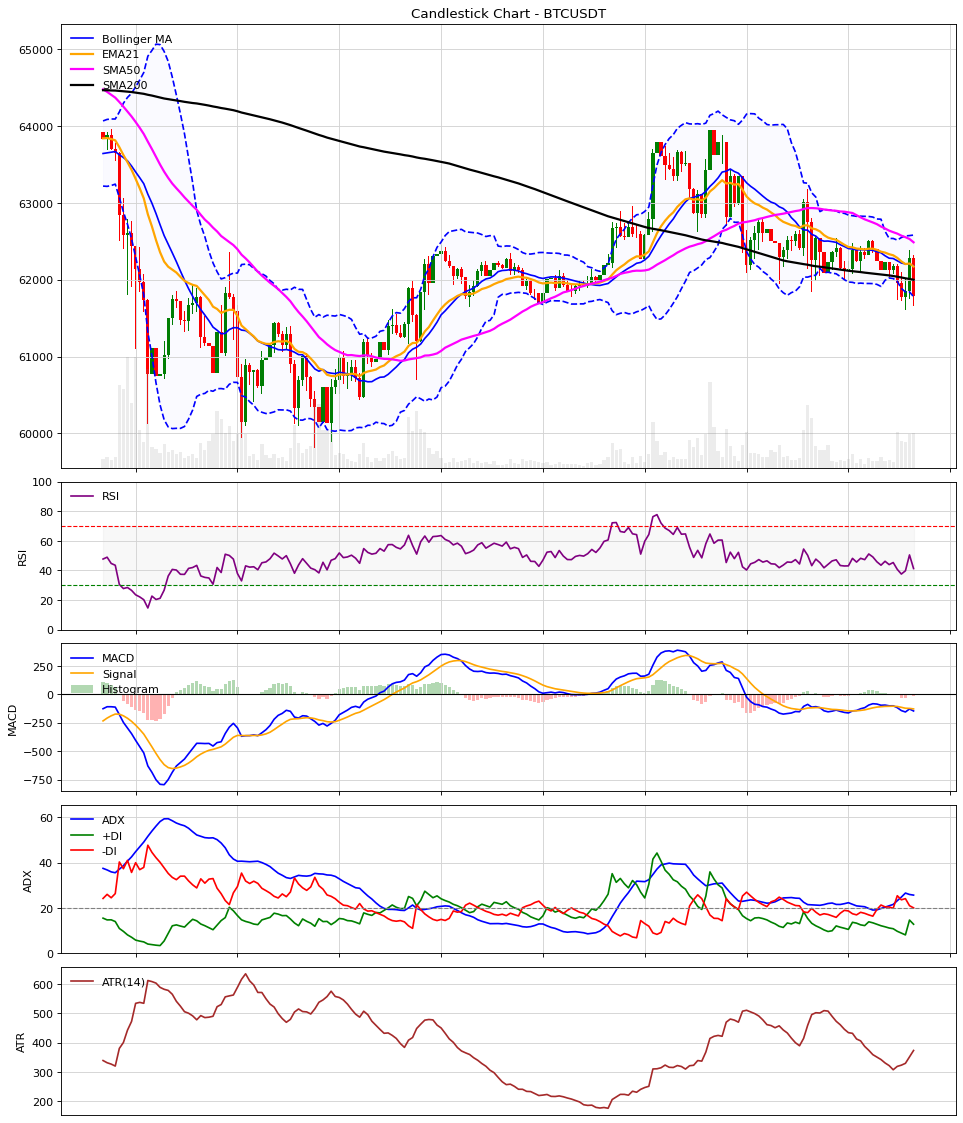 Candlestick Chart - BTCUSDT
Bollinger MA
EMA21
SMA50
SMA200
65000
64000
63000
62000
61000
60000
RSI
100
80
60
40
20
0
RSI
MACD
Signal
Histogram
250
0
−250
−500
−750
MACD
ADX
+DI
-DI
60
40
20
0
ADX
ATR(14)
600
500
400
300
200
ATR